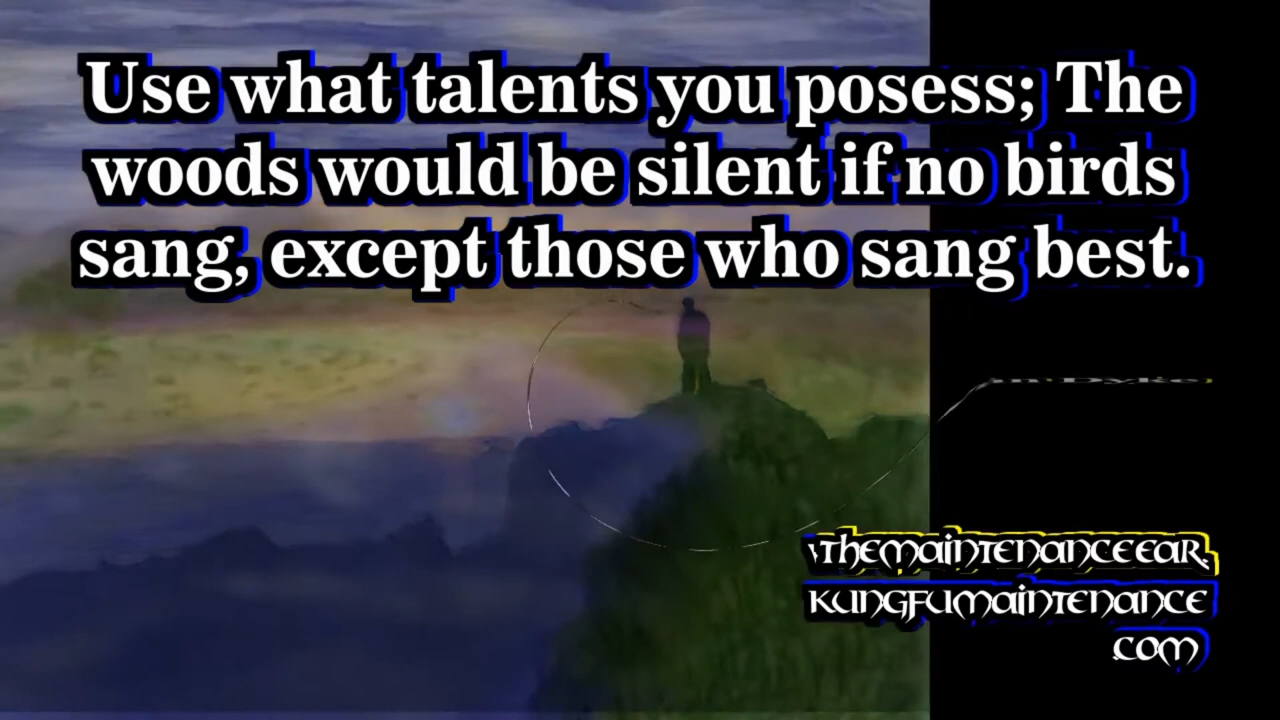 Use what talents you posess; The
woods would be silent if no birds
sang, except those who sang best.
Dyke
THEMAINTENANCEEAR.
KUNGFUMAINTENANCE
.COM